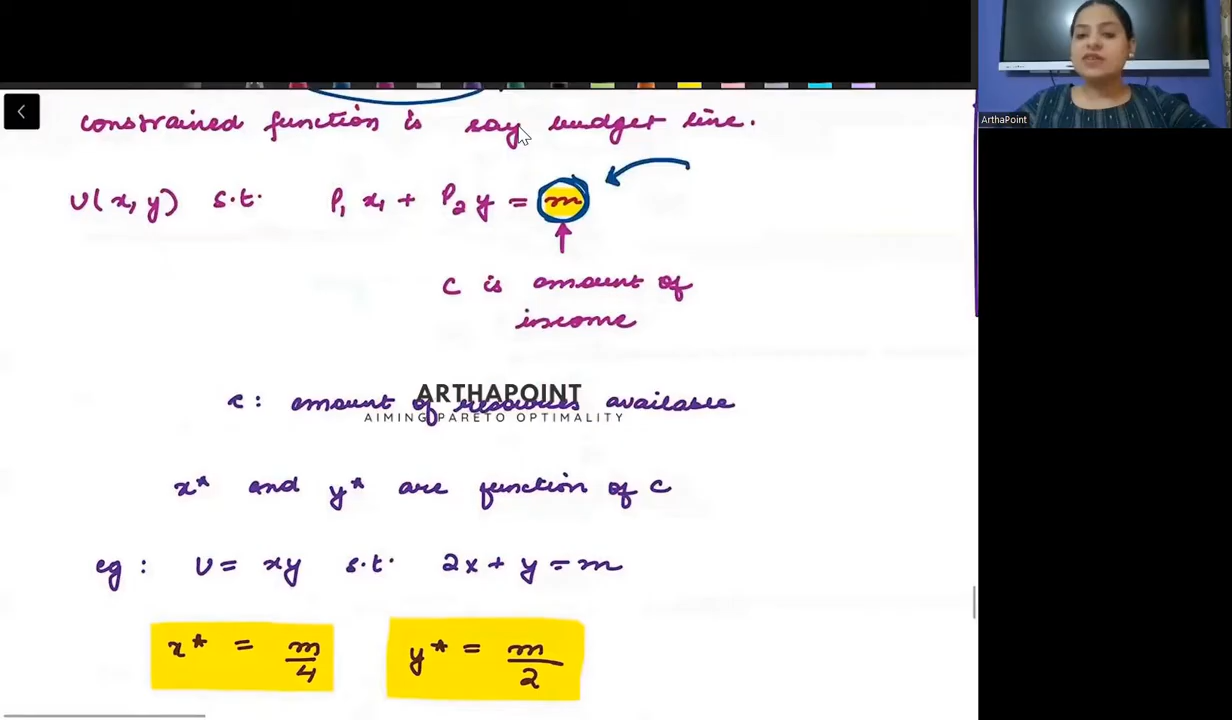 constrained function is say budget line.
U(x, y) s.t. P₁ x₁ + P₂ y = m
c is amount of
income
ARTHAPOINT
c: amount of resources available
AIMING PARETO OPTIMALITY
x* and y* are function of c
eg: U = xy s.t. 2x + y = m
x* = m/4 y* = m/2
ArthaPoint